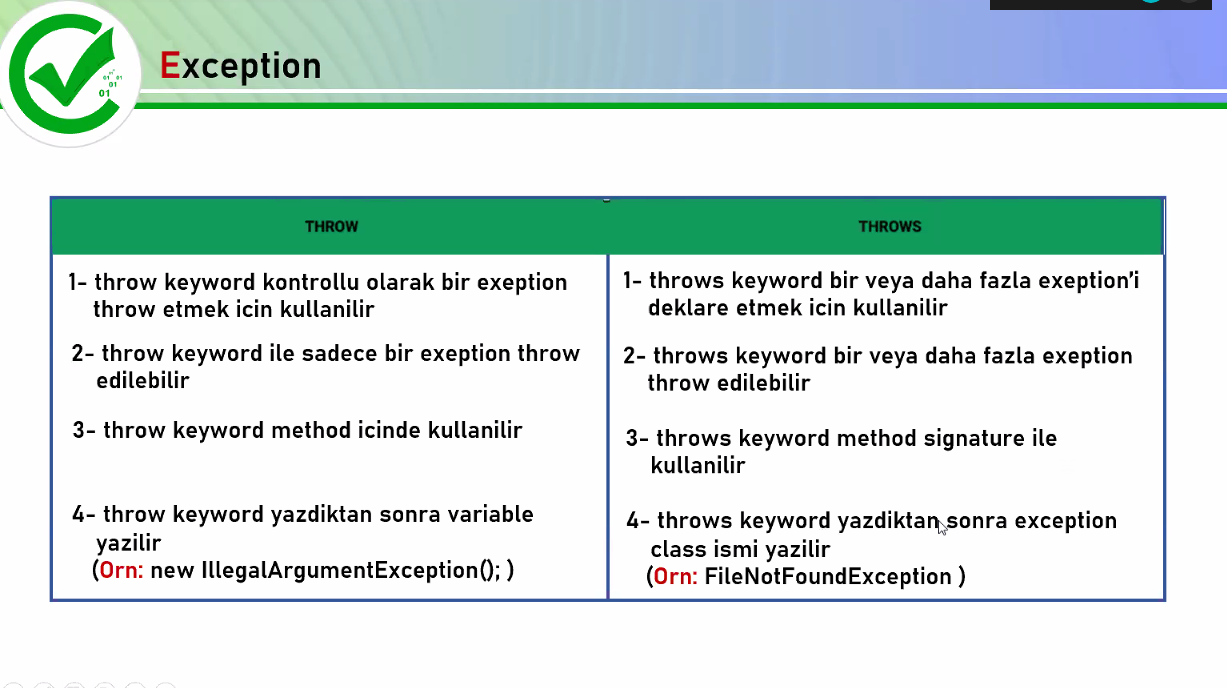 Exception
THROW
THROWS
1- throw keyword kontrollu olarak bir exeption
throw etmek icin kullanilir
2- throw keyword ile sadece bir exeption throw
edilebilir
3- throw keyword method icinde kullanilir
4- throw keyword yazdiktan sonra variable
yazilir
(Orn: new IllegalArgumentException(); )
1- throws keyword bir veya daha fazla exeption’i
deklare etmek icin kullanilir
2- throws keyword bir veya daha fazla exeption
throw edilebilir
3- throws keyword method signature ile
kullanilir
4- throws keyword yazdiktan sonra exception
class ismi yazilir
(Orn: FileNotFoundException )